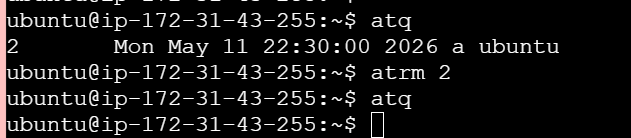 ubuntu@ip-172-31-43-255:~$ atq
2       Mon May 11 22:30:00 2026 a ubuntu
ubuntu@ip-172-31-43-255:~$ atrm 2
ubuntu@ip-172-31-43-255:~$ atq
ubuntu@ip-172-31-43-255:~$